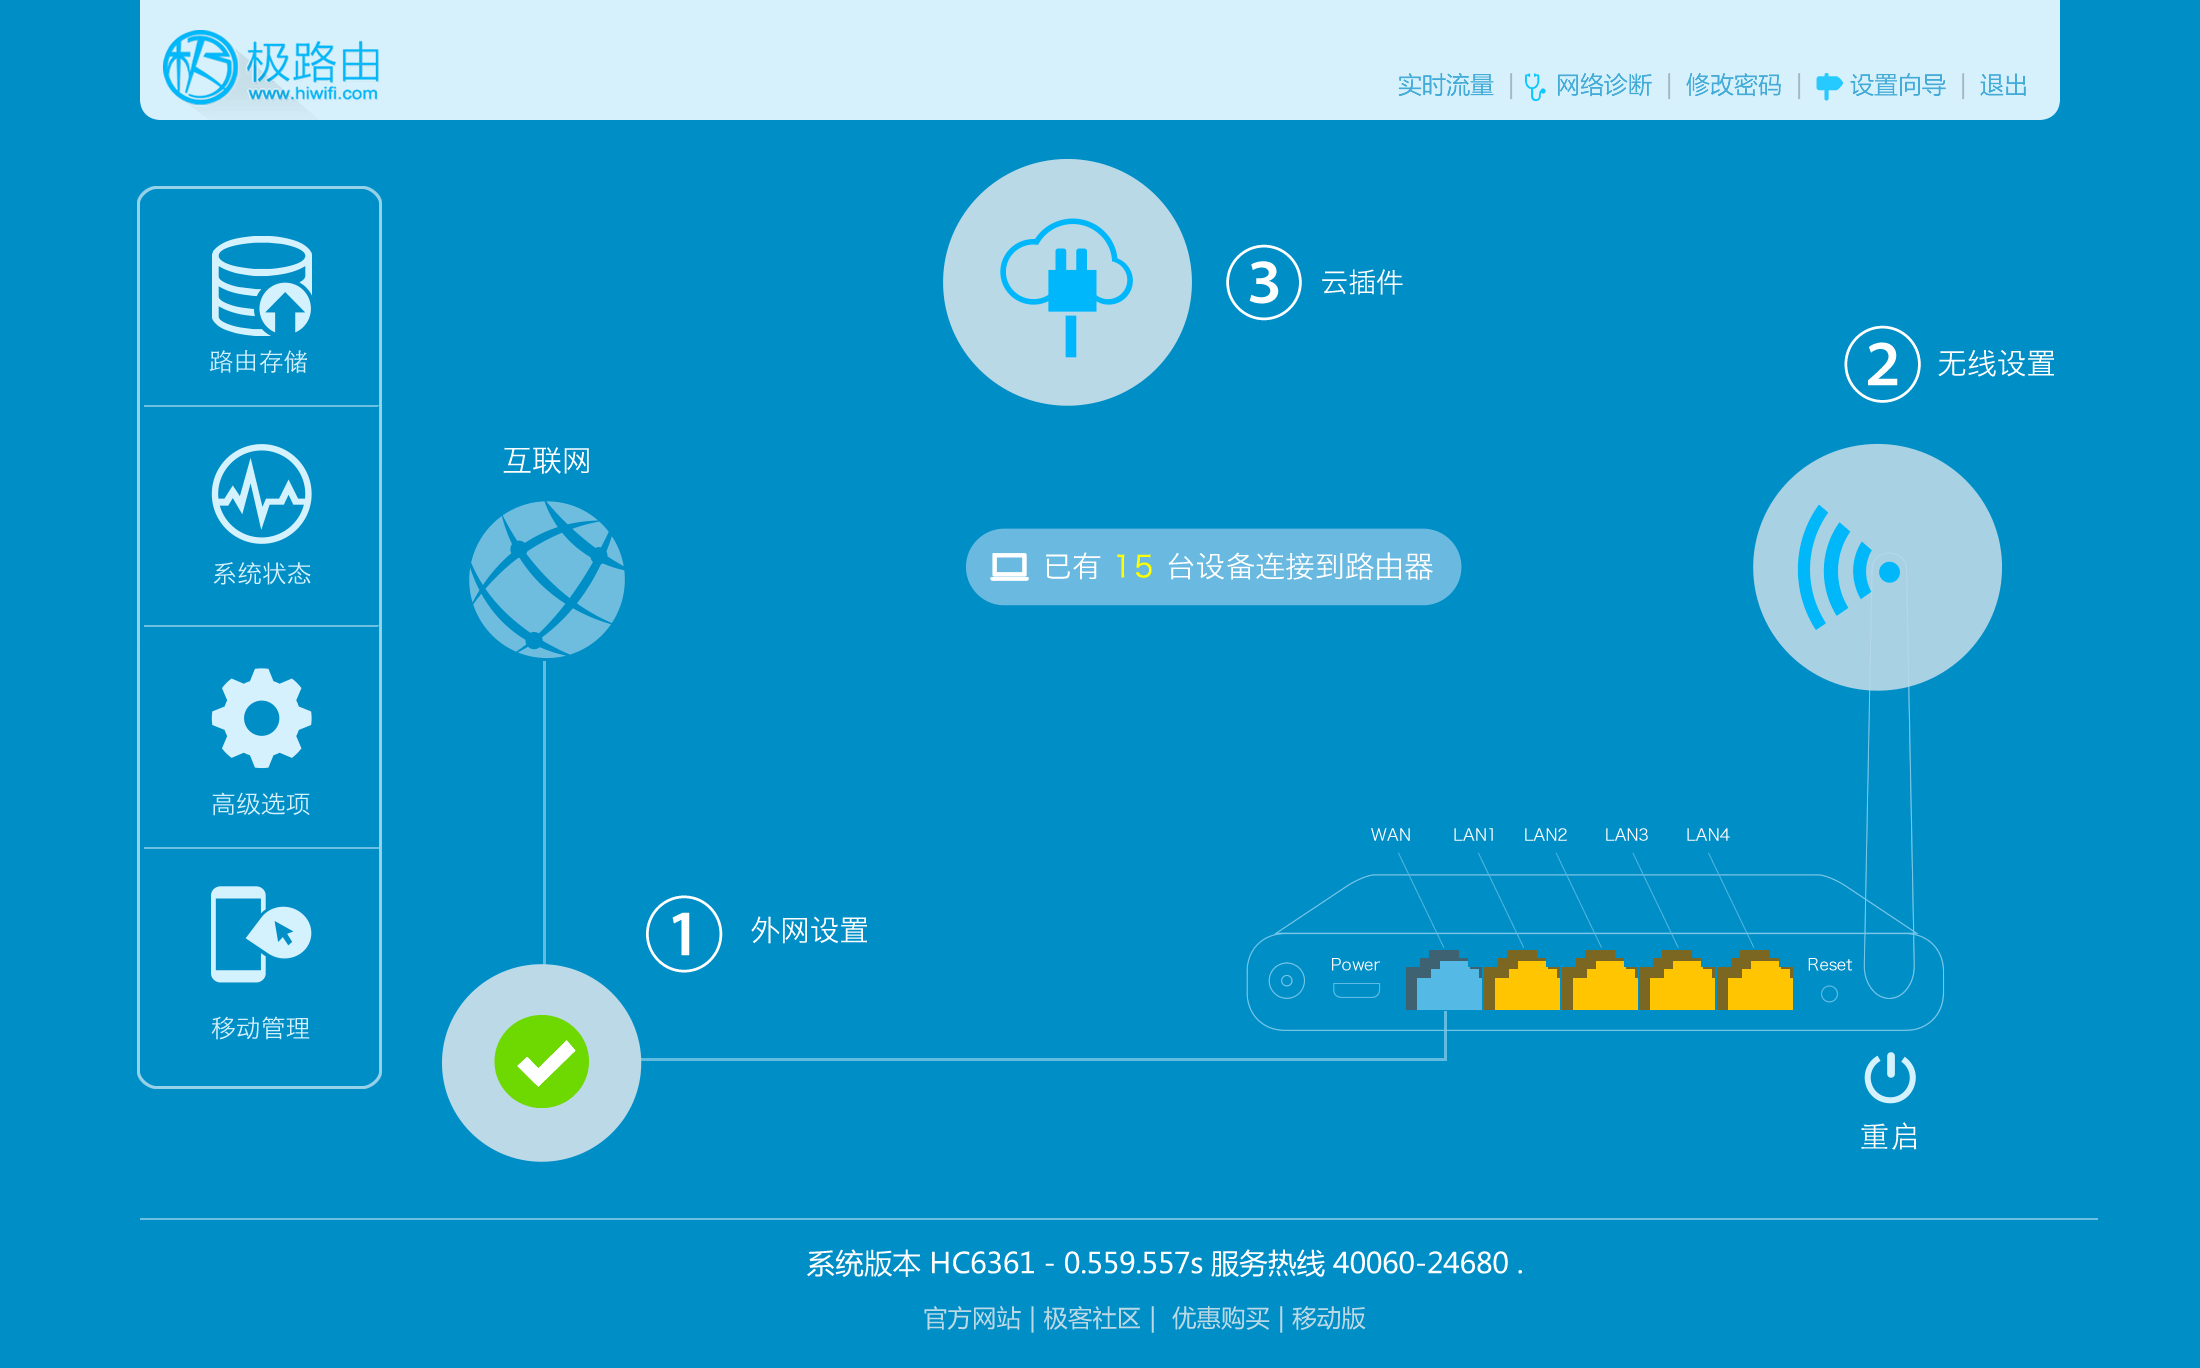 极路由
www.hiwifi.com
实时流量 | 网络诊断 | 修改密码 | 设置向导 | 退出
路由存储
系统状态
高级选项
移动管理
3 云插件
2 无线设置
互联网
已有 15 台设备连接到路由器
WAN LAN1 LAN2 LAN3 LAN4
1 外网设置
Power Reset
重启
系统版本 HC6361 - 0.559.557s 服务热线 40060-24680 .
官方网站 | 极客社区 | 优惠购买 | 移动版